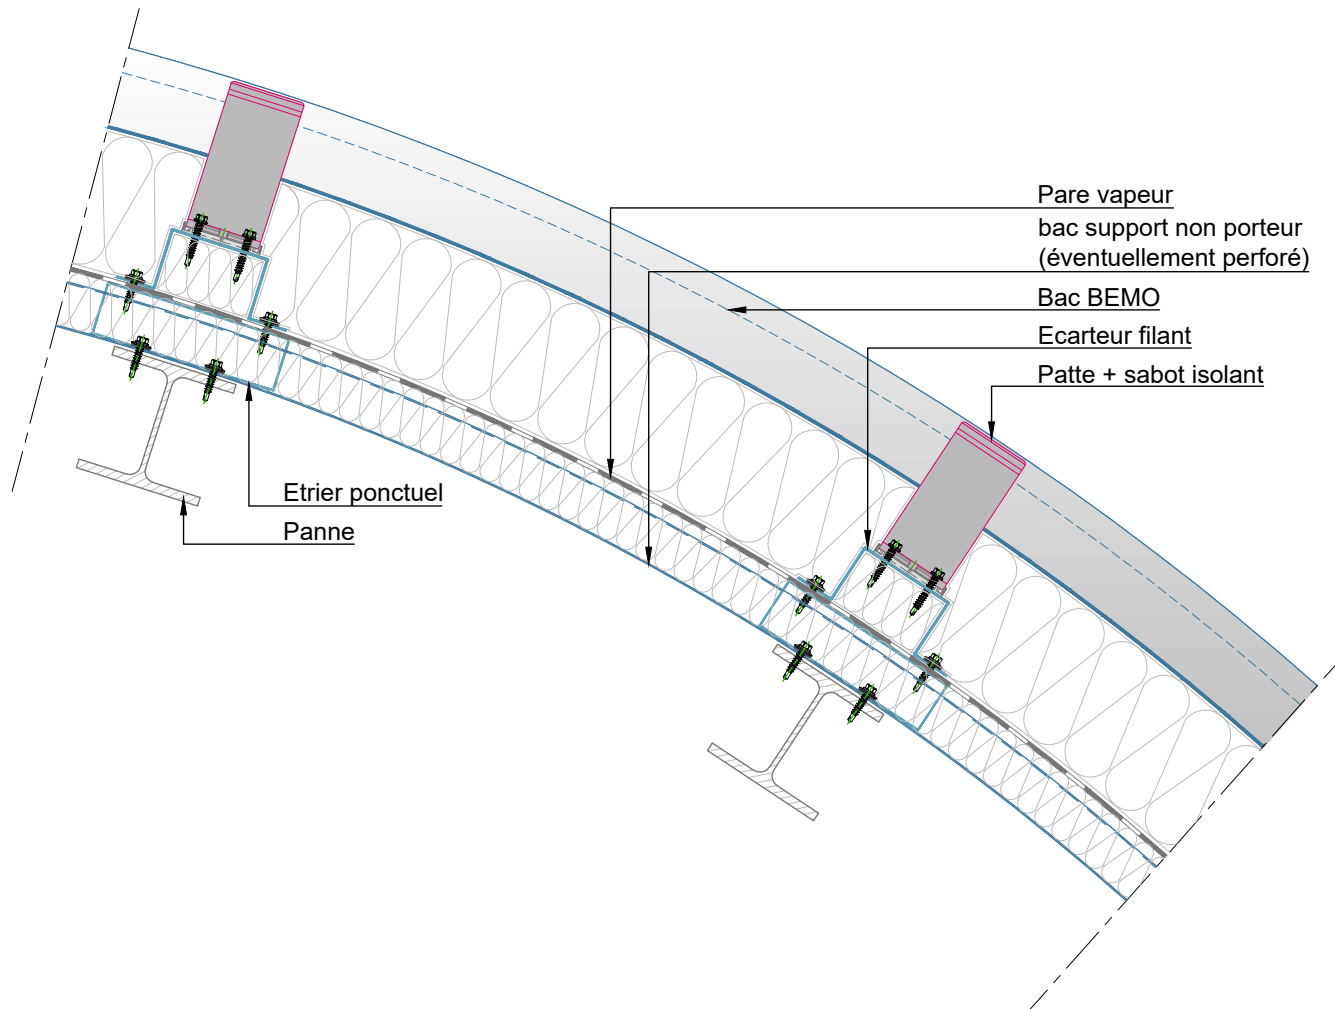 Pare vapeur
bac support non porteur
(éventuellement perforé)
Bac BEMO
Ecarteur filant
Patte + sabot isolant
Etrier ponctuel
Panne